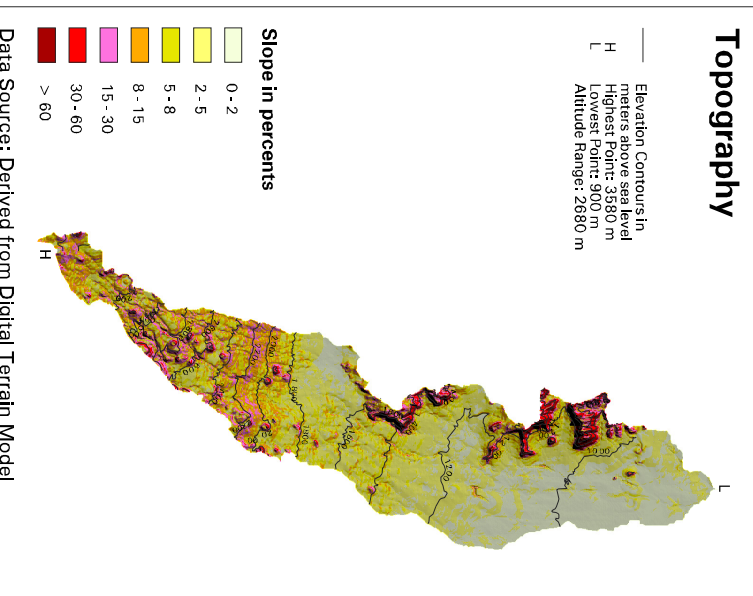 Topography
Elevation Contours in
meters above sea level
H Highest Point: 3580 m
L Lowest Point: 900 m
Altitude Range: 2680 m
Slope in percents
0 - 2
2 - 5
5 - 8
8 - 15
15 - 30
30 - 60
> 60
H
L
1800
1800
1200
1000
Data Source: Derived from Digital Terrain Model